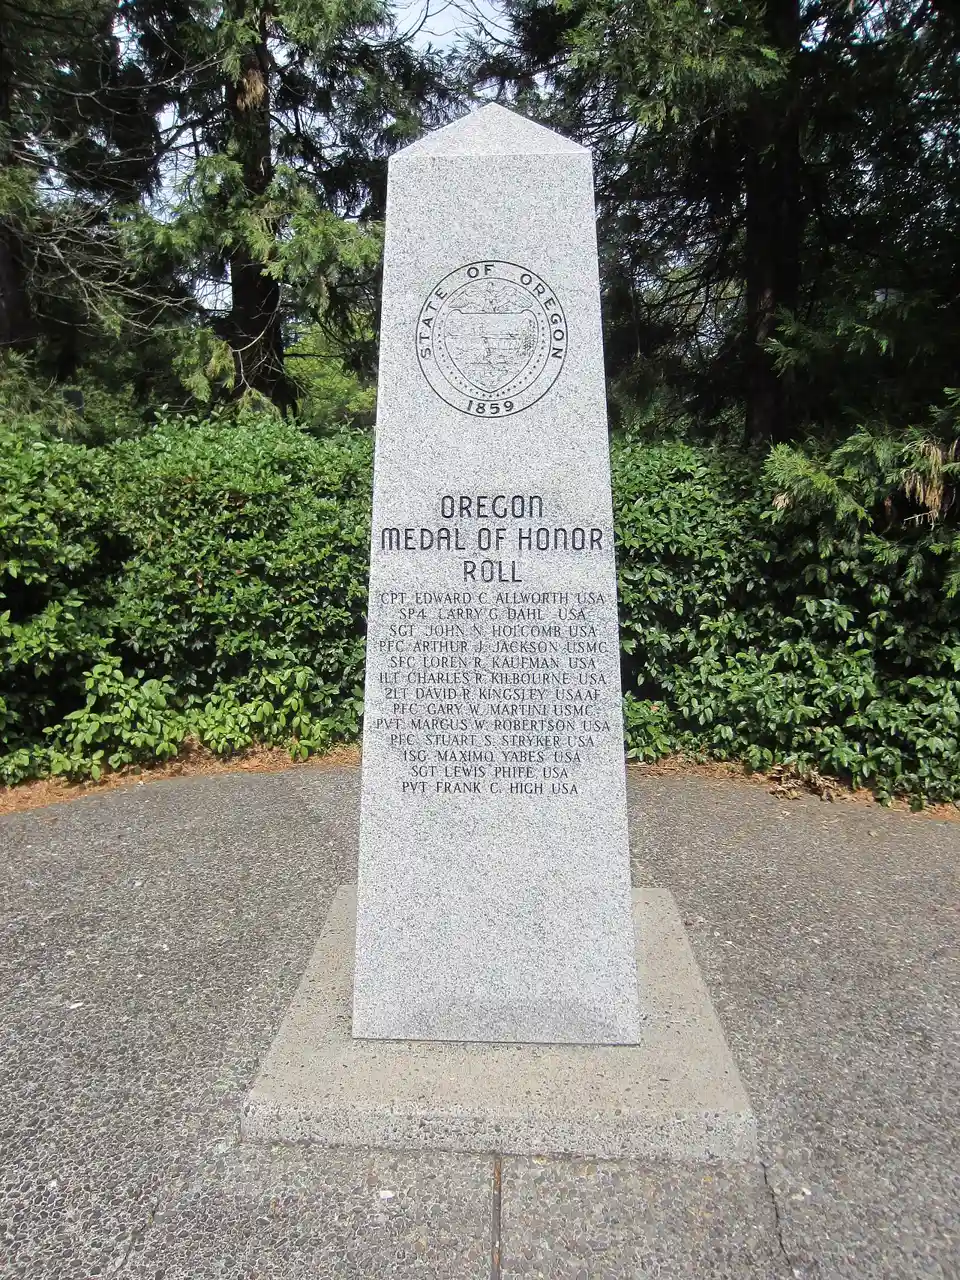 STATE OF OREGON
1859
OREGON
MEDAL OF HONOR
ROLL
CPT EDWARD C. ALLWORTH USA
SP4 LARRY G. DAHL USA
SGT JOHN N. HOLCOMB USA
PFC ARTHUR J. JACKSON USMC
SFC LOREN R. KAUFMAN USA
1LT CHARLES R. KILBOURNE USA
2LT DAVID R. KINGSLEY USAAF
PFC GARY W. MARTINI USMC
PVT MARCUS W. ROBERTSON USA
PFC STUART S. STRYKER USA
1SG MAXIMO YABES USA
SGT LEWIS PHIFE USA
PVT FRANK C. HIGH USA